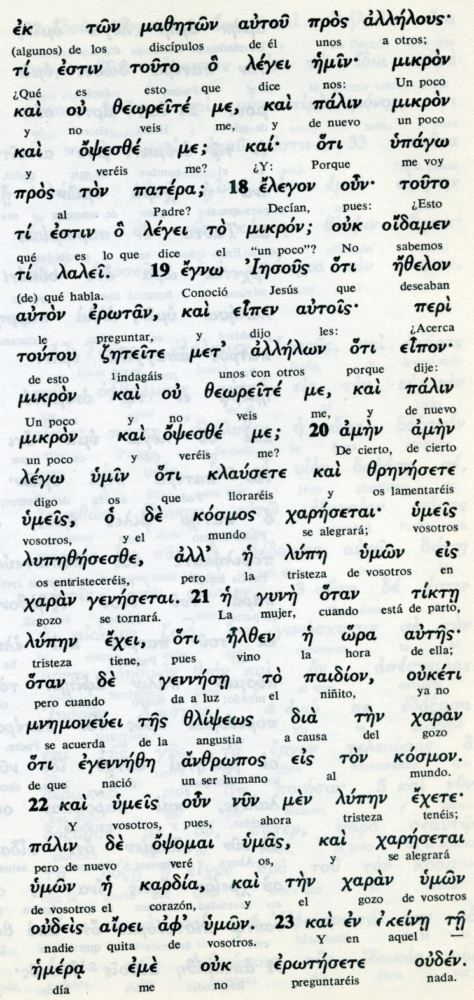 ἐκ τῶν μαθητῶν αὐτοῦ πρὸς ἀλλήλους·
(algunos) de los discípulos de él unos a otros;
τί ἐστιν τοῦτο ὃ λέγει ἡμῖν· μικρὸν
¿Qué es esto que dice nos: Un poco
καὶ οὐ θεωρεῖτέ με, καὶ πάλιν μικρὸν
y no veis me, y de nuevo un poco
καὶ ὄψεσθέ με; καί· ὅτι ὑπάγω
y veréis me? ¿Y: Porque me voy
πρὸς τὸν πατέρα; 18 ἔλεγον οὖν· τοῦτο
al Padre? Decían, pues: ¿Esto
τί ἐστιν ὃ λέγει τὸ μικρόν; οὐκ οἴδαμεν
qué es lo que dice el “un poco”? No sabemos
τί λαλεῖ. 19 ἔγνω Ἰησοῦς ὅτι ἤθελον
(de) qué habla. Conoció Jesús que deseaban
αὐτὸν ἐρωτᾶν, καὶ εἶπεν αὐτοῖς· περὶ
le preguntar, y dijo les: ¿Acerca
τούτου ζητεῖτε μετ’ ἀλλήλων ὅτι εἶπον·
de esto ¹indagáis unos con otros porque dije:
μικρὸν καὶ οὐ θεωρεῖτέ με, καὶ πάλιν
Un poco y no veis me, y de nuevo
μικρὸν καὶ ὄψεσθέ με; 20 ἀμὴν ἀμὴν
un poco y veréis me? De cierto, de cierto
λέγω ὑμῖν ὅτι κλαύσετε καὶ θρηνήσετε
digo os que lloraréis y os lamentaréis
ὑμεῖς, ὁ δὲ κόσμος χαρήσεται· ὑμεῖς
vosotros, y el mundo se alegrará; vosotros
λυπηθήσεσθε, ἀλλ’ ἡ λύπη ὑμῶν εἰς
os entristeceréis, pero la tristeza de vosotros en
χαρὰν γενήσεται. 21 ἡ γυνὴ ὅταν τίκτῃ
gozo se tornará. La mujer, cuando está de parto,
λύπην ἔχει, ὅτι ἦλθεν ἡ ὥρα αὐτῆς·
tristeza tiene, pues vino la hora de ella;
ὅταν δὲ γεννήσῃ τὸ παιδίον, οὐκέτι
pero cuando da a luz el niñito, ya no
μνημονεύει τῆς θλίψεως διὰ τὴν χαρὰν
se acuerda de la angustia a causa del gozo
ὅτι ἐγεννήθη ἄνθρωπος εἰς τὸν κόσμον.
de que nació un ser humano al mundo.
22 καὶ ὑμεῖς οὖν νῦν μὲν λύπην ἔχετε·
Y vosotros, pues, ahora tristeza tenéis;
πάλιν δὲ ὄψομαι ὑμᾶς, καὶ χαρήσεται
pero de nuevo veré os, y se alegrará
ὑμῶν ἡ καρδία, καὶ τὴν χαρὰν ὑμῶν
de vosotros el corazón, y el gozo de vosotros
οὐδεὶς αἴρει ἀφ’ ὑμῶν. 23 καὶ ἐν ἐκείνῃ τῇ
nadie quita de vosotros. Y en aquel —
ἡμέρᾳ ἐμὲ οὐκ ἐρωτήσετε οὐδέν.
día me no preguntaréis nada.